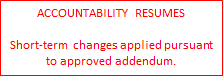 ACCOUNTABILITY RESUMES
Short-term changes applied pursuant
to approved addendum.